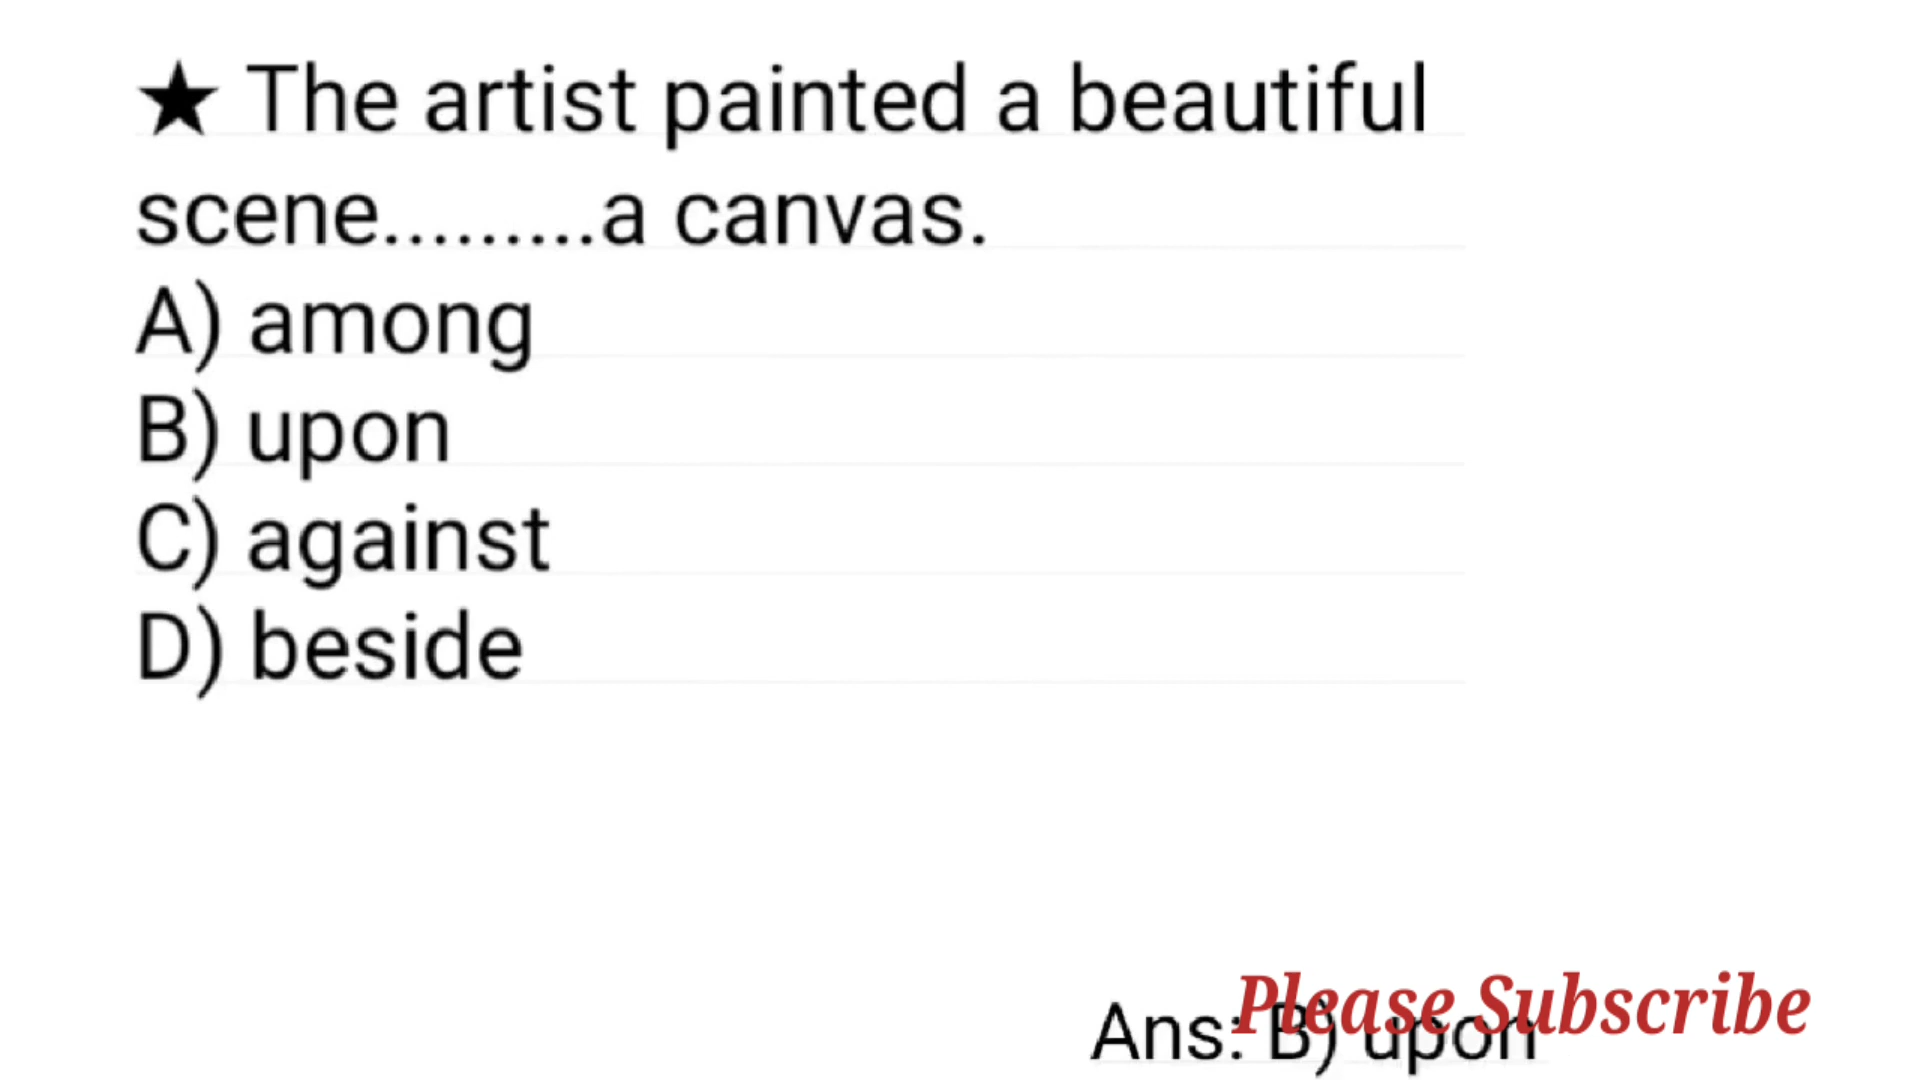 ★ The artist painted a beautiful
scene.........a canvas.
A) among
B) upon
C) against
D) beside
Please Subscribe
Ans: B) upon